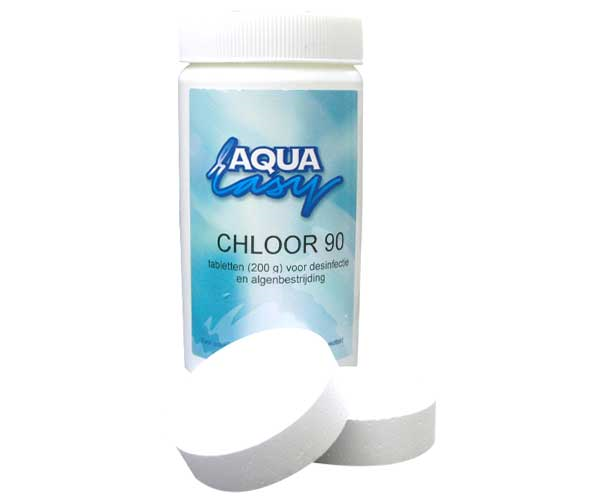 AQUA
easy
CHLOOR 90
tabletten (200 g) voor desinfectie
en algenbestrijding